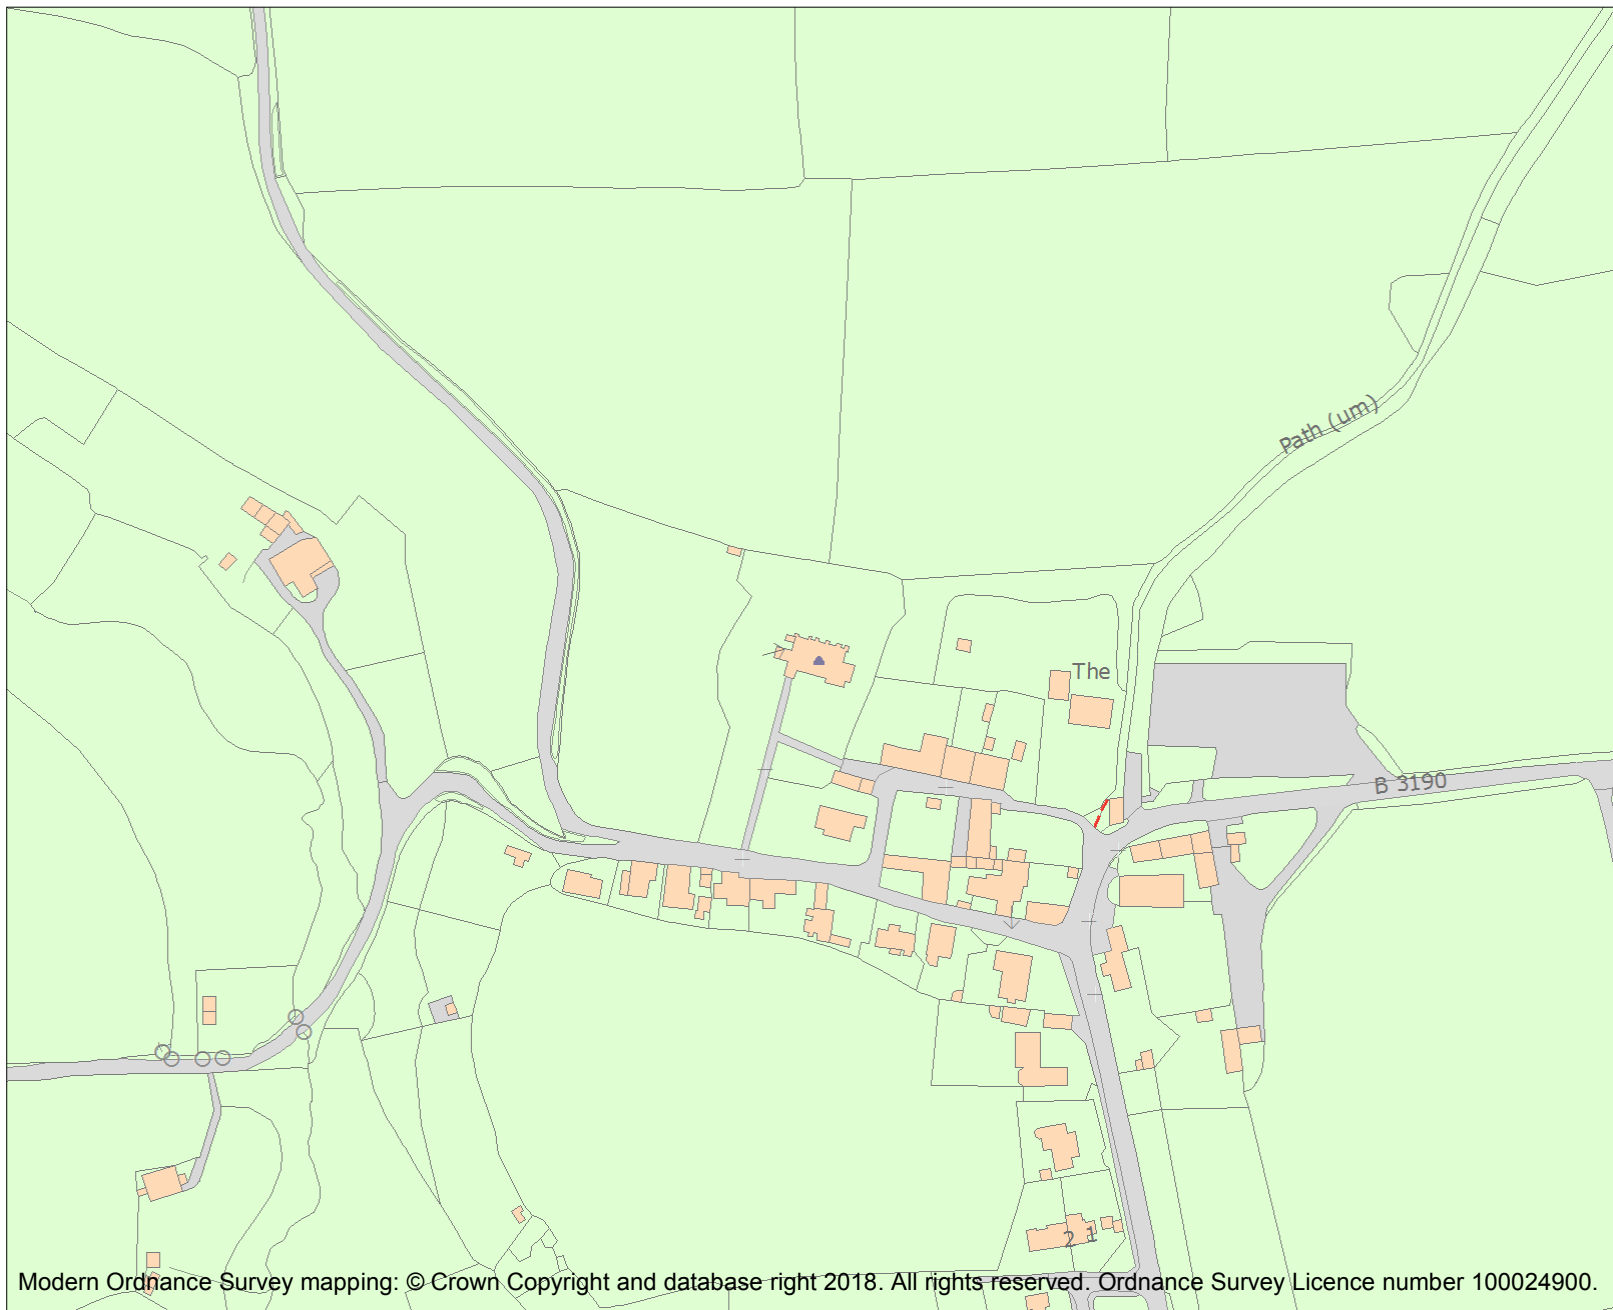 Path (um)
The
B 3190
2 1
Modern Ordnance Survey mapping: © Crown Copyright and database right 2018. All rights reserved. Ordnance Survey Licence number 100024900.